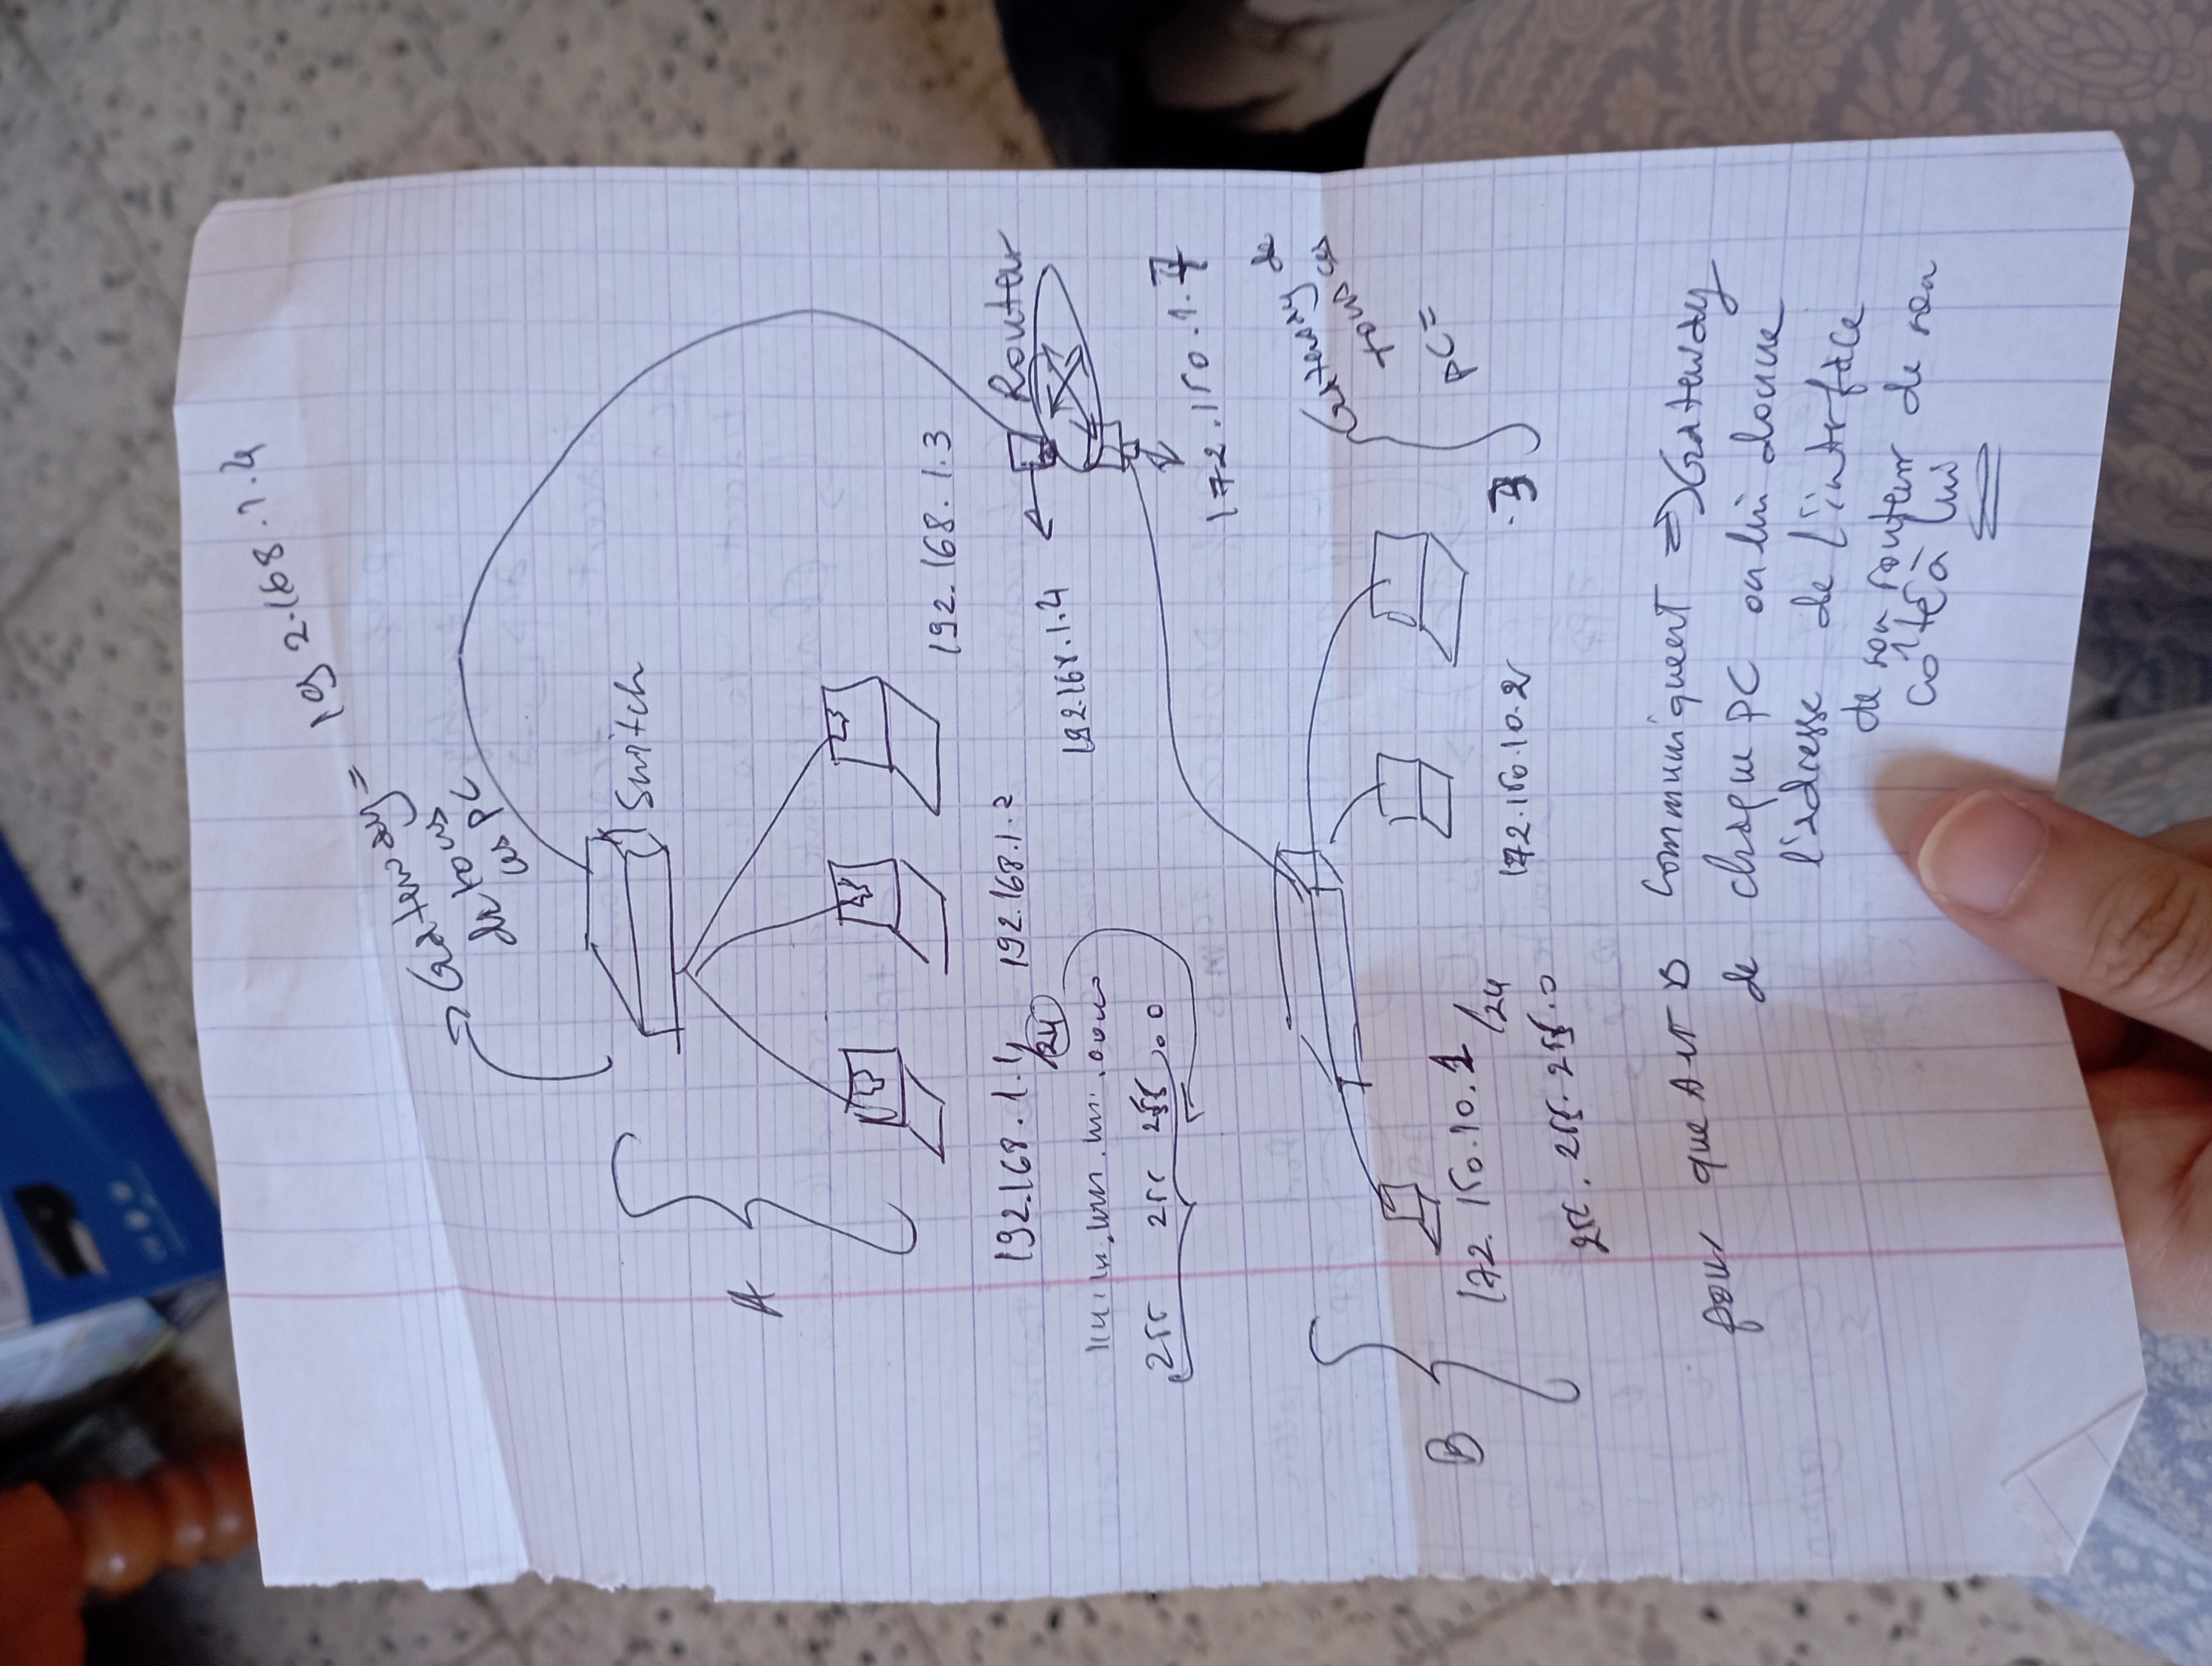 => Gateway = 192.168.1.4
de tous
ces PC
Switch
A
192.168.1.3
192.168.1.1/24
192.168.1.2
Router
192.168.1.4
255 255 255.0
172.150.1.7
B
Gateway de
tous ces
PC =
172.150.10.1/24
172.150.10.2
.3
255.255.255.0
pour que A et B communiquent => Gateway
de chaque PC on lui donne
l'adresse de l'interface
de son routeur de son
côté à lui